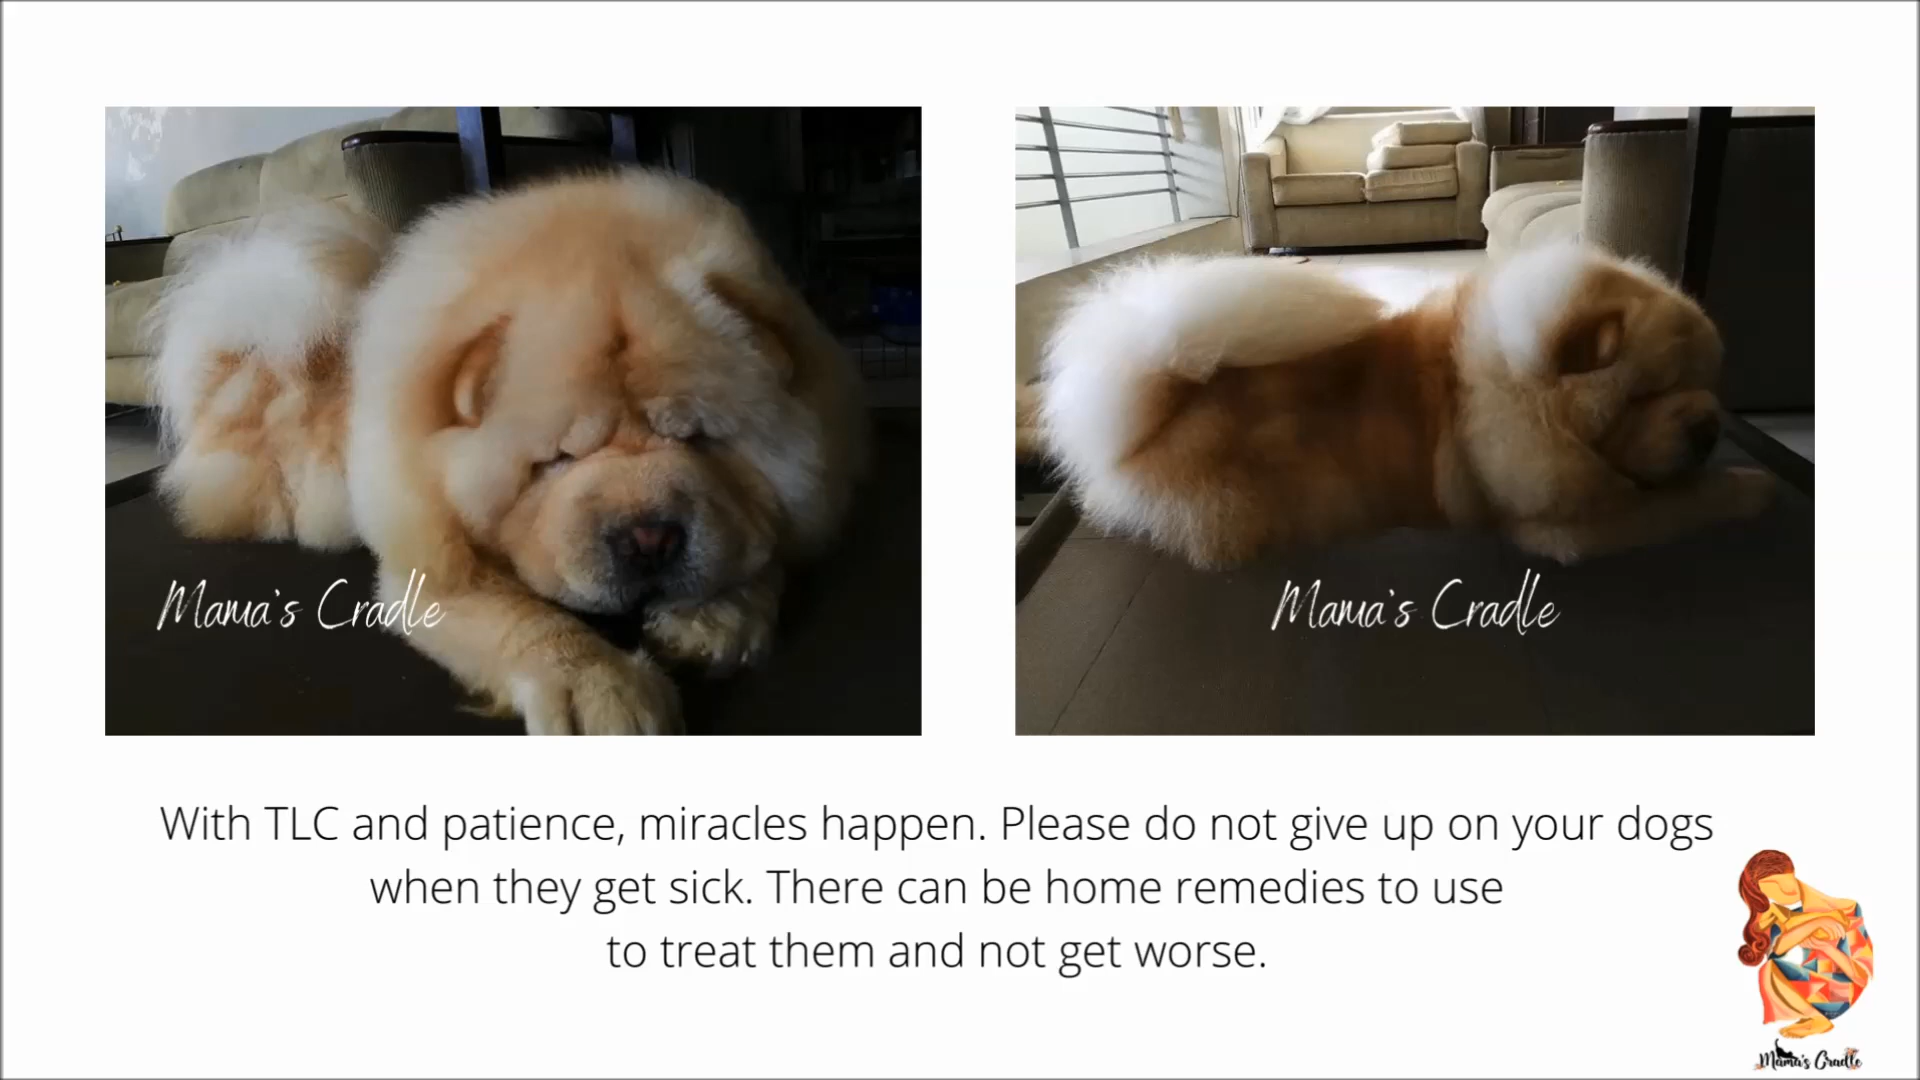 Mama's Cradle
Mama's Cradle
With TLC and patience, miracles happen. Please do not give up on your dogs
when they get sick. There can be home remedies to use
to treat them and not get worse.
Mama's Cradle